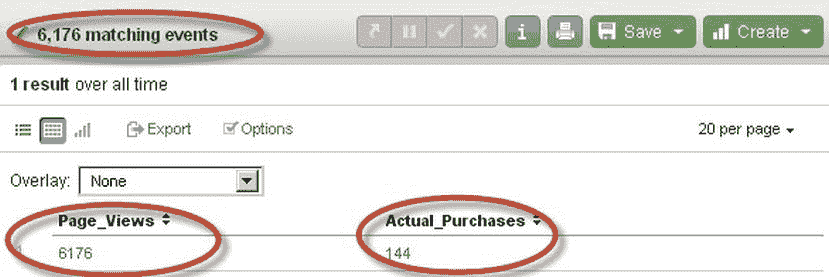 6,176 matching events
i
Save
Create
1 result over all time
Export
Options
20 per page
Overlay: None
Page_Views Actual_Purchases
1 6176 144